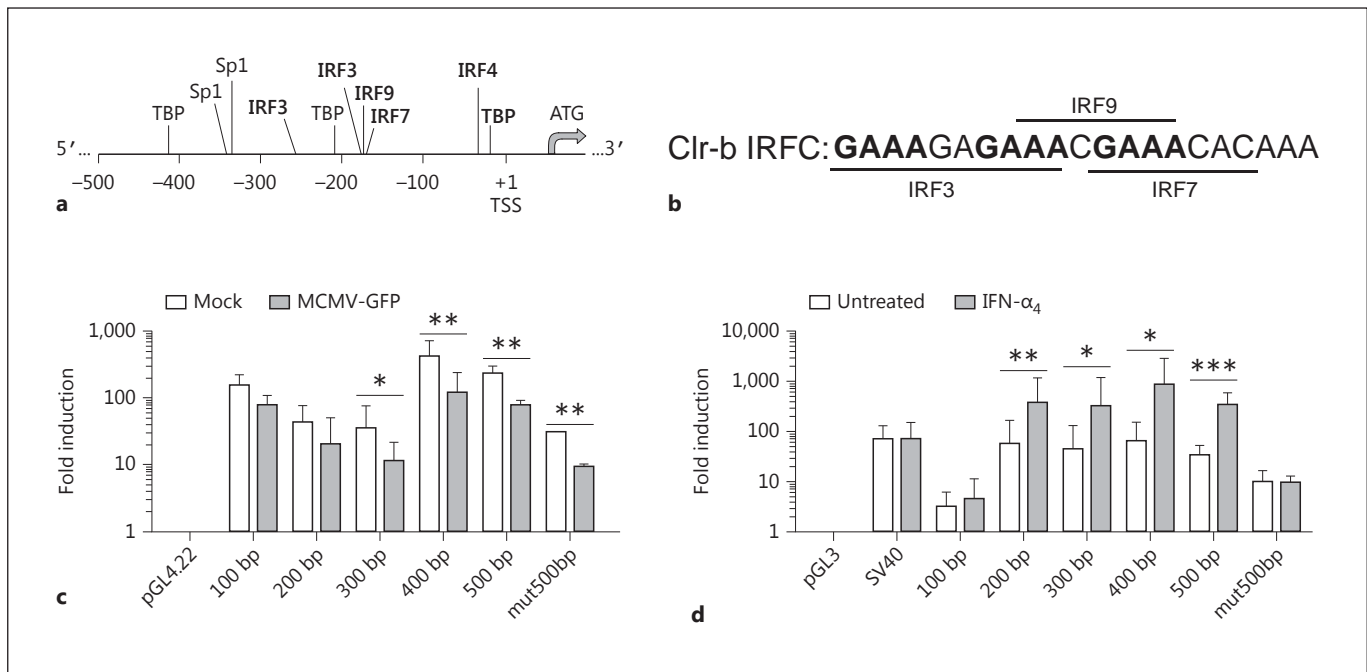 Sp1
IRF3
IRF4
Sp1
IRF9
TBP
IRF3
TBP
IRF7
TBP
ATG
5′...
...3′
–500
–400
–300
–200
–100
+1
TSS
a
IRF9
Clr-b IRFC: GAAAGAGAAACGAAACACAAA
IRF3
IRF7
b
Mock
MCMV-GFP
1,000
100
10
1
Fold induction
*
**
**
**
pGL4.22
100 bp
200 bp
300 bp
400 bp
500 bp
mut500bp
c
Untreated
IFN-α₄
10,000
1,000
100
10
1
Fold induction
**
*
*
***
pGL3
SV40
100 bp
200 bp
300 bp
400 bp
500 bp
mut500bp
d